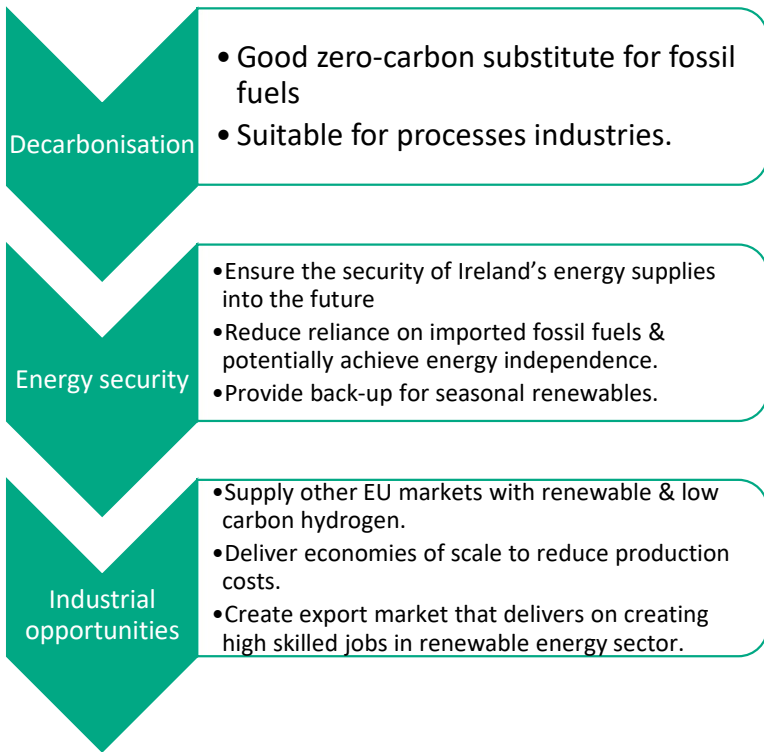 Decarbonisation
• Good zero-carbon substitute for fossil
fuels
• Suitable for processes industries.
Energy security
•Ensure the security of Ireland’s energy supplies
into the future
•Reduce reliance on imported fossil fuels &
potentially achieve energy independence.
•Provide back-up for seasonal renewables.
Industrial
opportunities
•Supply other EU markets with renewable & low
carbon hydrogen.
•Deliver economies of scale to reduce production
costs.
•Create export market that delivers on creating
high skilled jobs in renewable energy sector.